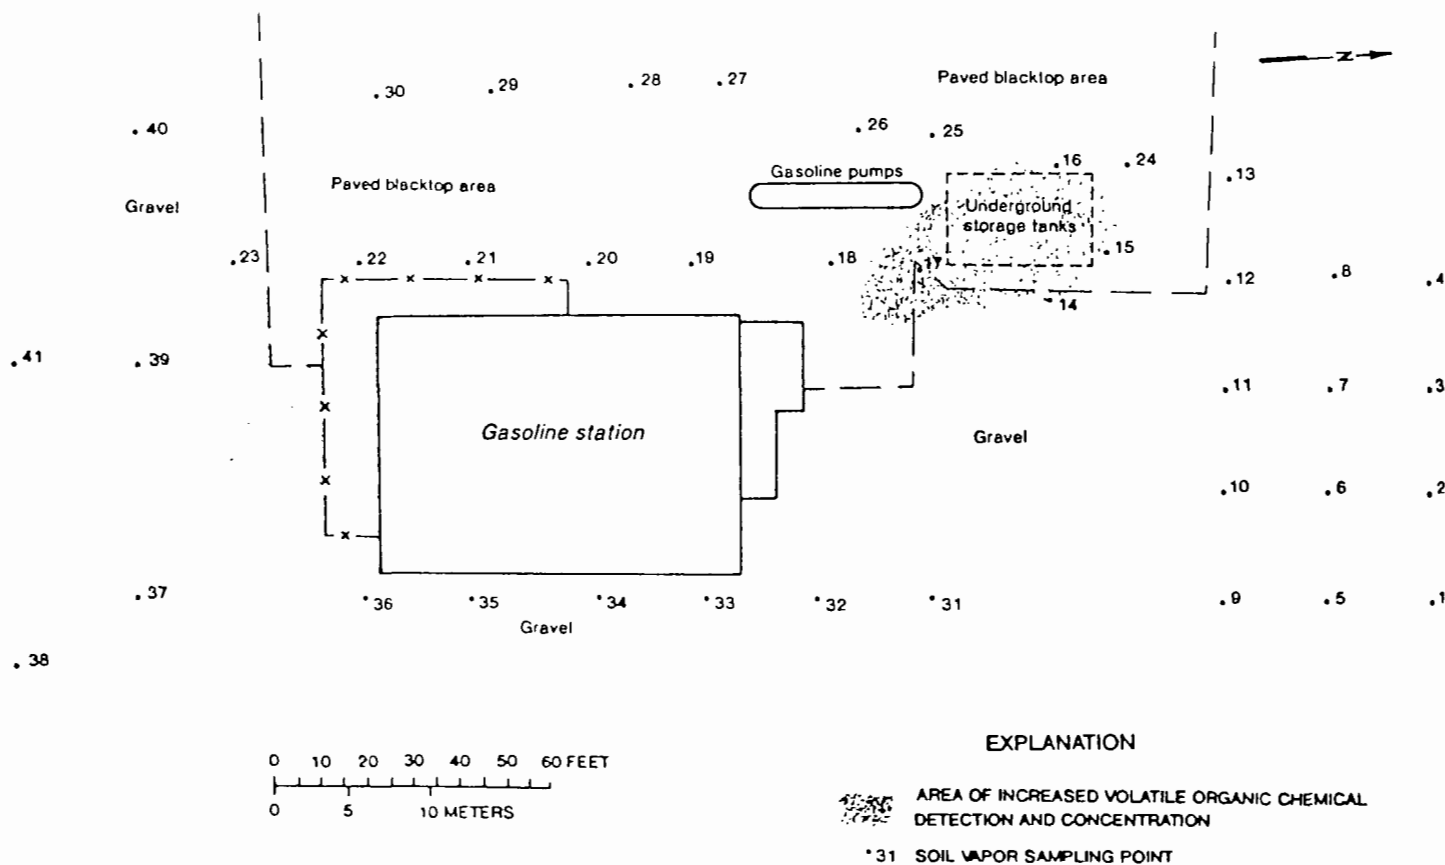 N
30
29
28
27
Paved blacktop area
40
26
25
16
24
13
Gasoline pumps
Paved blacktop area
Gravel
Underground
storage tanks
23
22
21
20
19
18
17
15
12
8
4
14
41
39
11
7
3
Gasoline station
Gravel
10
6
2
37
36
35
34
33
32
31
9
5
1
Gravel
38
EXPLANATION
0 10 20 30 40 50 60 FEET
0 5 10 METERS
AREA OF INCREASED VOLATILE ORGANIC CHEMICAL
DETECTION AND CONCENTRATION
•31 SOIL VAPOR SAMPLING POINT